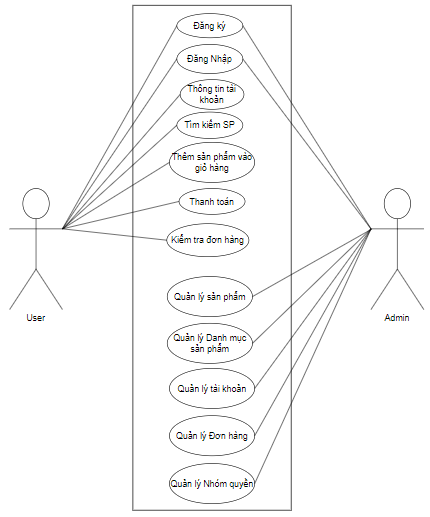 Đăng ký
Đăng Nhập
Thông tin tài
khoản
Tìm kiếm SP
Thêm sản phẩm vào
giỏ hàng
Thanh toán
Kiểm tra đơn hàng
Quản lý sản phẩm
User
Admin
Quản lý Danh mục
sản phẩm
Quản lý tài khoản
Quản lý Đơn hàng
Quản lý Nhóm quyền